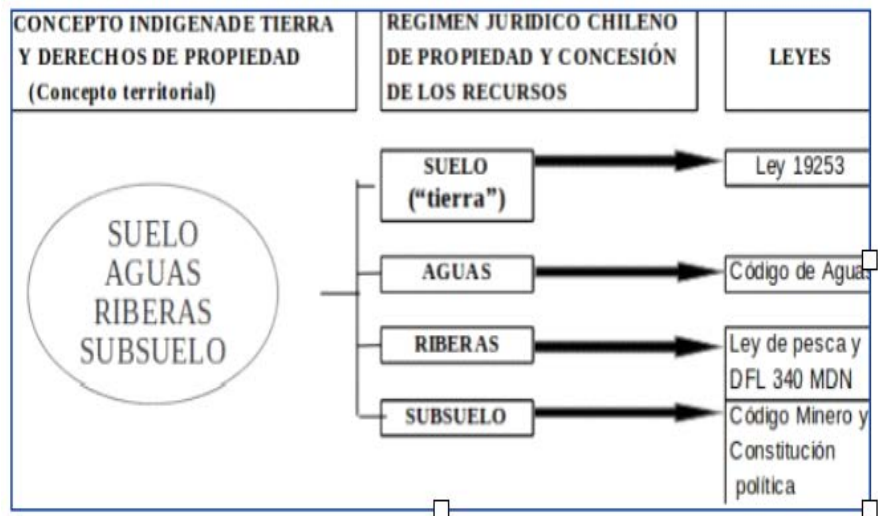 CONCEPTO INDIGENADE TIERRA
Y DERECHOS DE PROPIEDAD
(Concepto territorial)
REGIMEN JURIDICO CHILENO
DE PROPIEDAD Y CONCESIÓN
DE LOS RECURSOS
LEYES
SUELO
AGUAS
RIBERAS
SUBSUELO
SUELO
("tierra")
Ley 19253
AGUAS
Código de Aguas
RIBERAS
Ley de pesca y
DFL 340 MDN
SUBSUELO
Código Minero y
Constitución
política